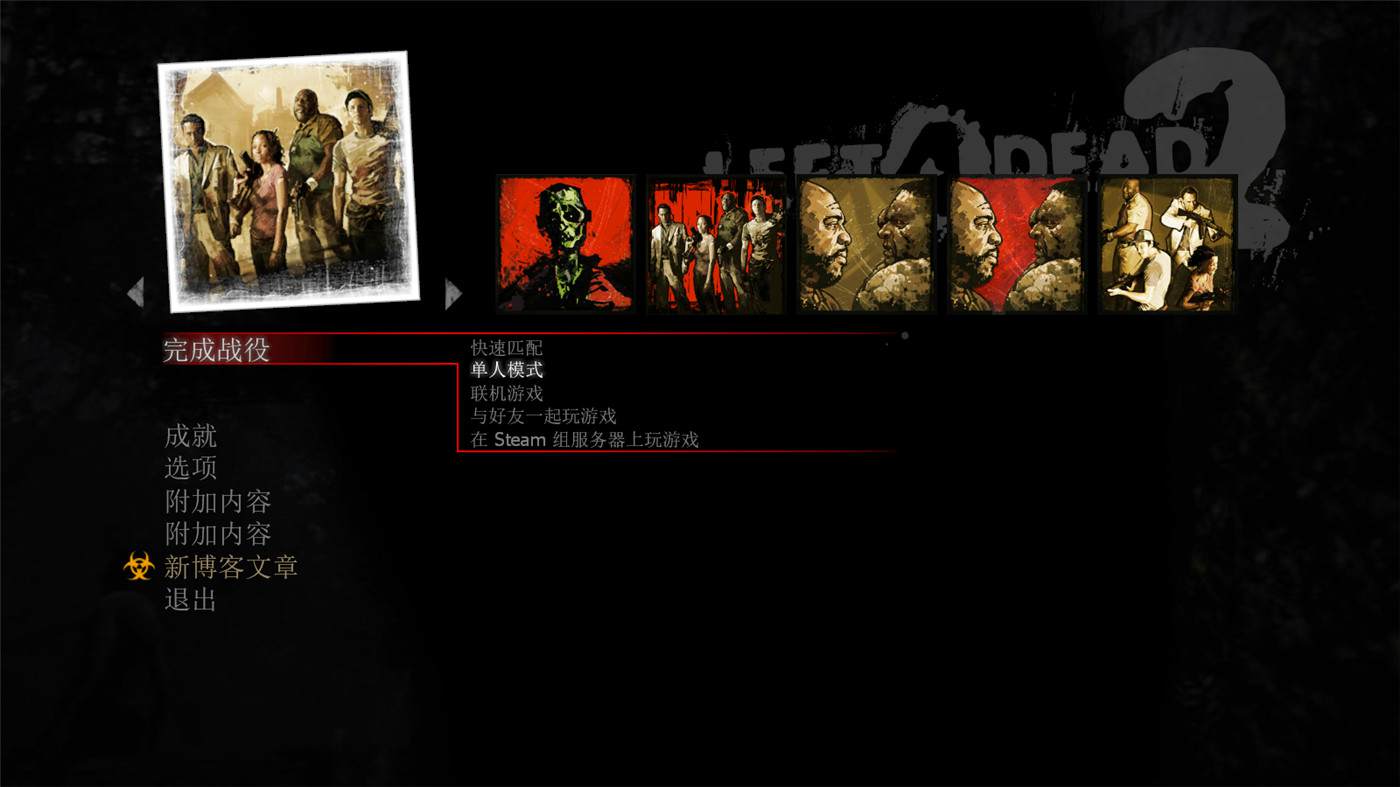 LEFT 4 DEAD 2
完成战役
快速匹配
单人模式
联机游戏
与好友一起玩游戏
在 Steam 组服务器上玩游戏
成就
选项
附加内容
附加内容
新博客文章
退出